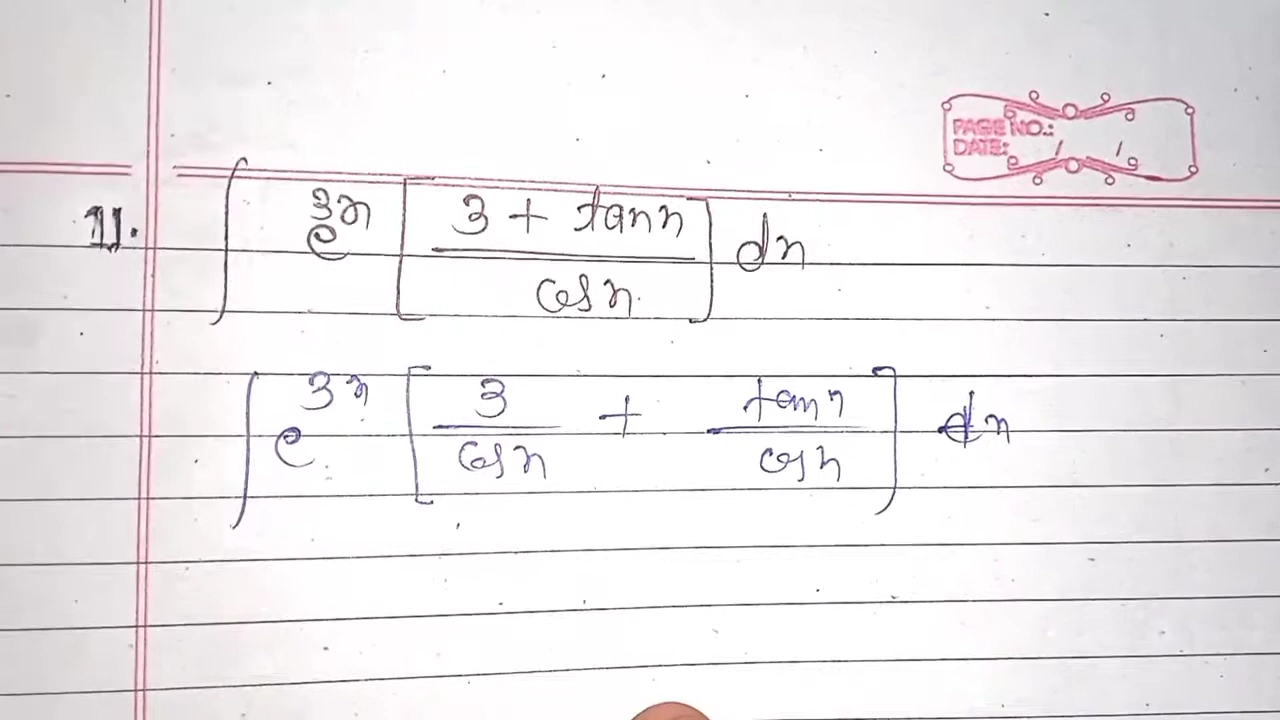 PAGE NO.:
DATE: / /
11. ∫ e^{3x} [ (3 + tan x) / (cos x) ] dx
∫ e^{3x} [ 3 / (cos x) + (tan x) / (cos x) ] dx